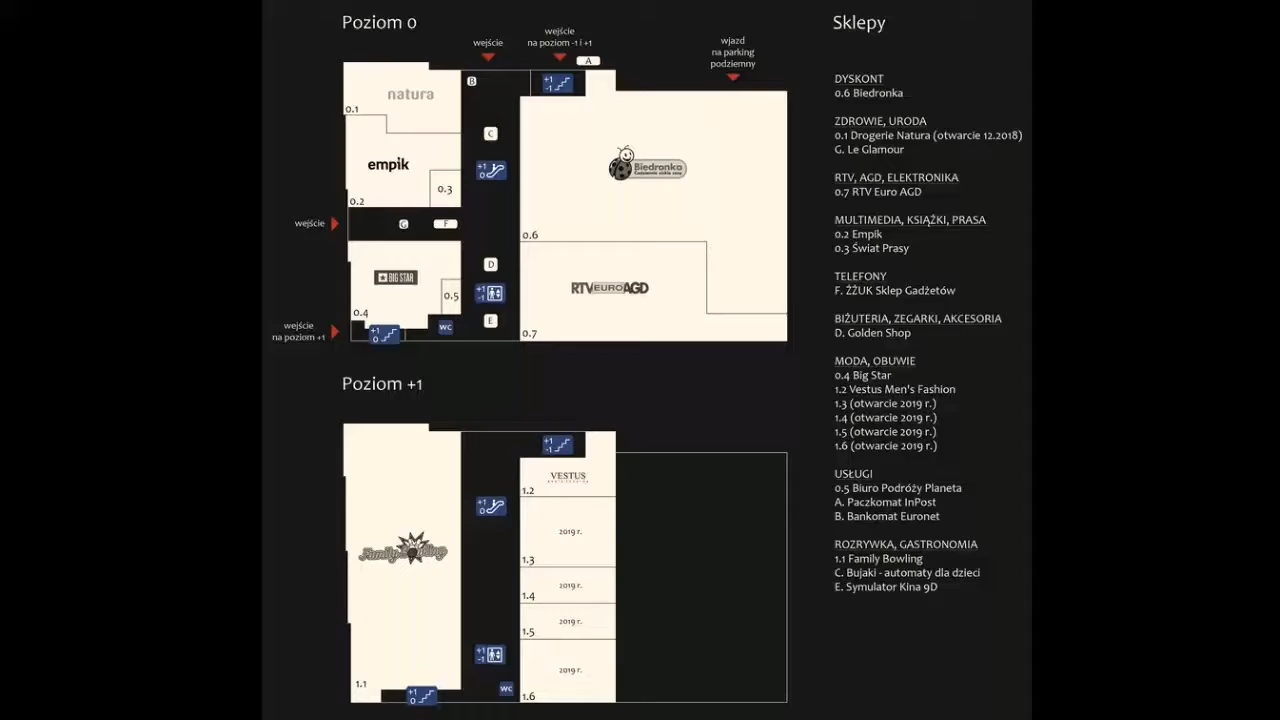 Poziom 0
wejście
wejście
na poziom -1 i +1
wjazd
na parking
podziemny
A
B
+1
-1
natura
0.1
C
empik
+1
0
Biedronka
Codziennie niskie ceny
0.3
0.2
wejście
G
F
0.6
D
BIG STAR
0.5
+1
-1
RTV EURO AGD
0.4
E
wejście
na poziom +1
+1
0
WC
0.7
Poziom +1
+1
-1
VESTUS
1.2
+1
0
2019 r.
Family Bowling
1.3
2019 r.
1.4
2019 r.
1.5
+1
-1
2019 r.
1.1
WC
+1
0
1.6
Sklepy
DYSKONT
0.6 Biedronka
ZDROWIE, URODA
0.1 Drogerie Natura (otwarcie 12.2018)
G. Le Glamour
RTV, AGD, ELEKTRONIKA
0.7 RTV Euro AGD
MULTIMEDIA, KSIĄŻKI, PRASA
0.2 Empik
0.3 Świat Prasy
TELEFONY
F. ŻŻUK Sklep Gadżetów
BIŻUTERIA, ZEGARKI, AKCESORIA
D. Golden Shop
MODA, OBUWIE
0.4 Big Star
1.2 Vestus Men's Fashion
1.3 (otwarcie 2019 r.)
1.4 (otwarcie 2019 r.)
1.5 (otwarcie 2019 r.)
1.6 (otwarcie 2019 r.)
USŁUGI
0.5 Biuro Podróży Planeta
A. Paczkomat InPost
B. Bankomat Euronet
ROZRYWKA, GASTRONOMIA
1.1 Family Bowling
C. Bujaki - automaty dla dzieci
E. Symulator Kina 9D